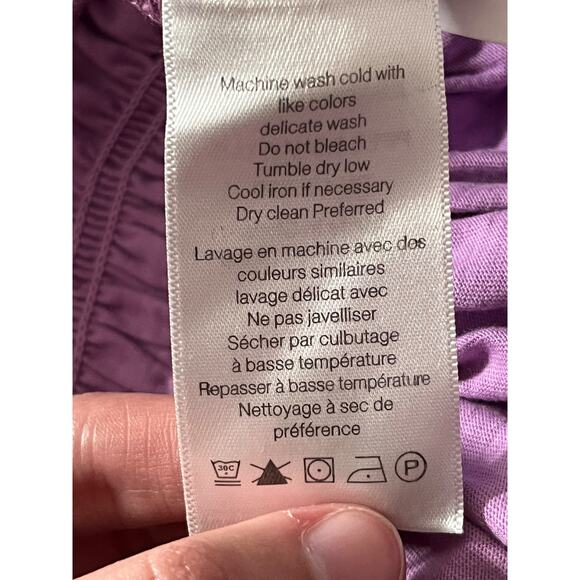 Machine wash cold with
like colors
delicate wash
Do not bleach
Tumble dry low
Cool iron if necessary
Dry clean Preferred
Lavage en machine avec des
couleurs similaires
lavage délicat avec
Ne pas javelliser
Sécher par culbutage
à basse température
Repasser à basse température
Nettoyage à sec de
préférence
30C P